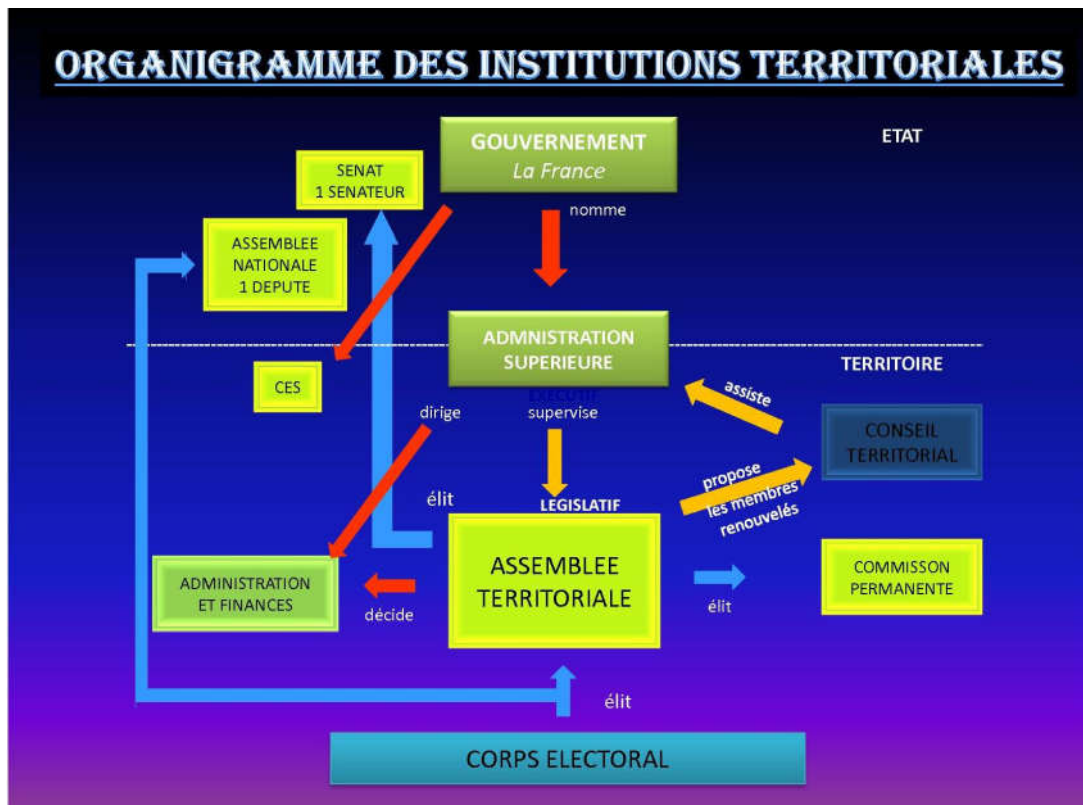 ORGANIGRAMME DES INSTITUTIONS TERRITORIALES
GOUVERNEMENT
La France
ETAT
SENAT
1 SENATEUR
nomme
ASSEMBLEE
NATIONALE
1 DEPUTE
ADMNISTRATION
SUPERIEURE
TERRITOIRE
CES
EXECUTIF
assiste
dirige
supervise
CONSEIL
TERRITORIAL
propose
les membres
renouvelés
élit
LEGISLATIF
ASSEMBLEE
TERRITORIALE
ADMINISTRATION
ET FINANCES
décide
élit
COMMISSON
PERMANENTE
élit
CORPS ELECTORAL